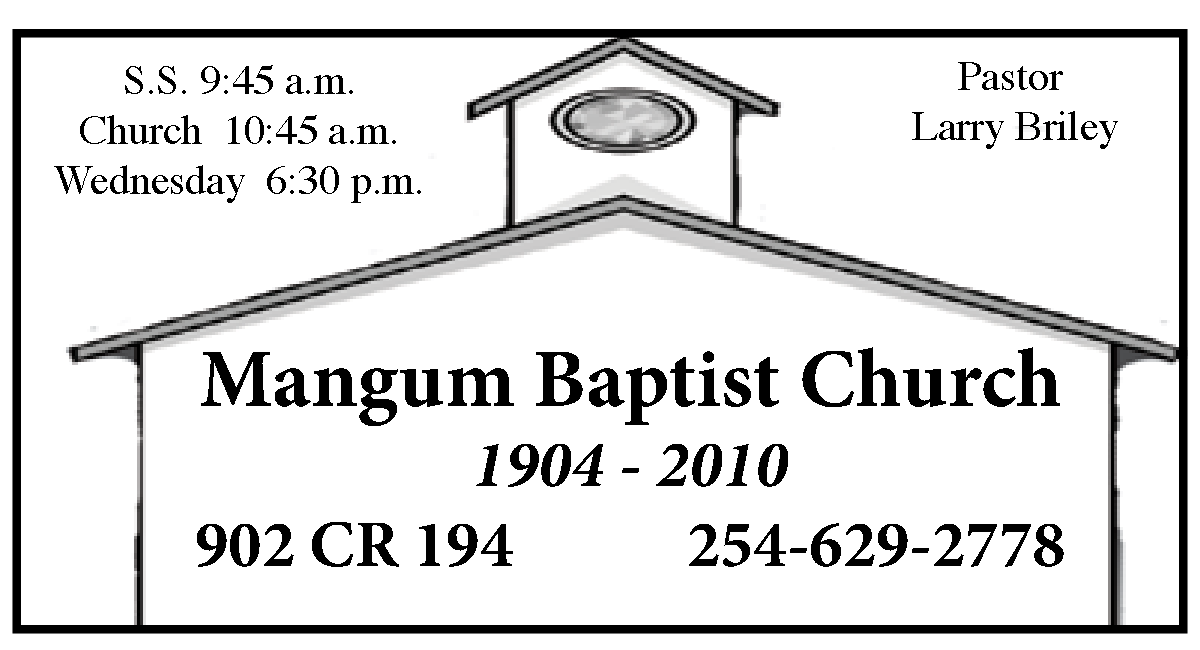 S.S. 9:45 a.m.
Church 10:45 a.m.
Wednesday 6:30 p.m.
Pastor
Larry Briley
Mangum Baptist Church
1904 - 2010
902 CR 194 254-629-2778